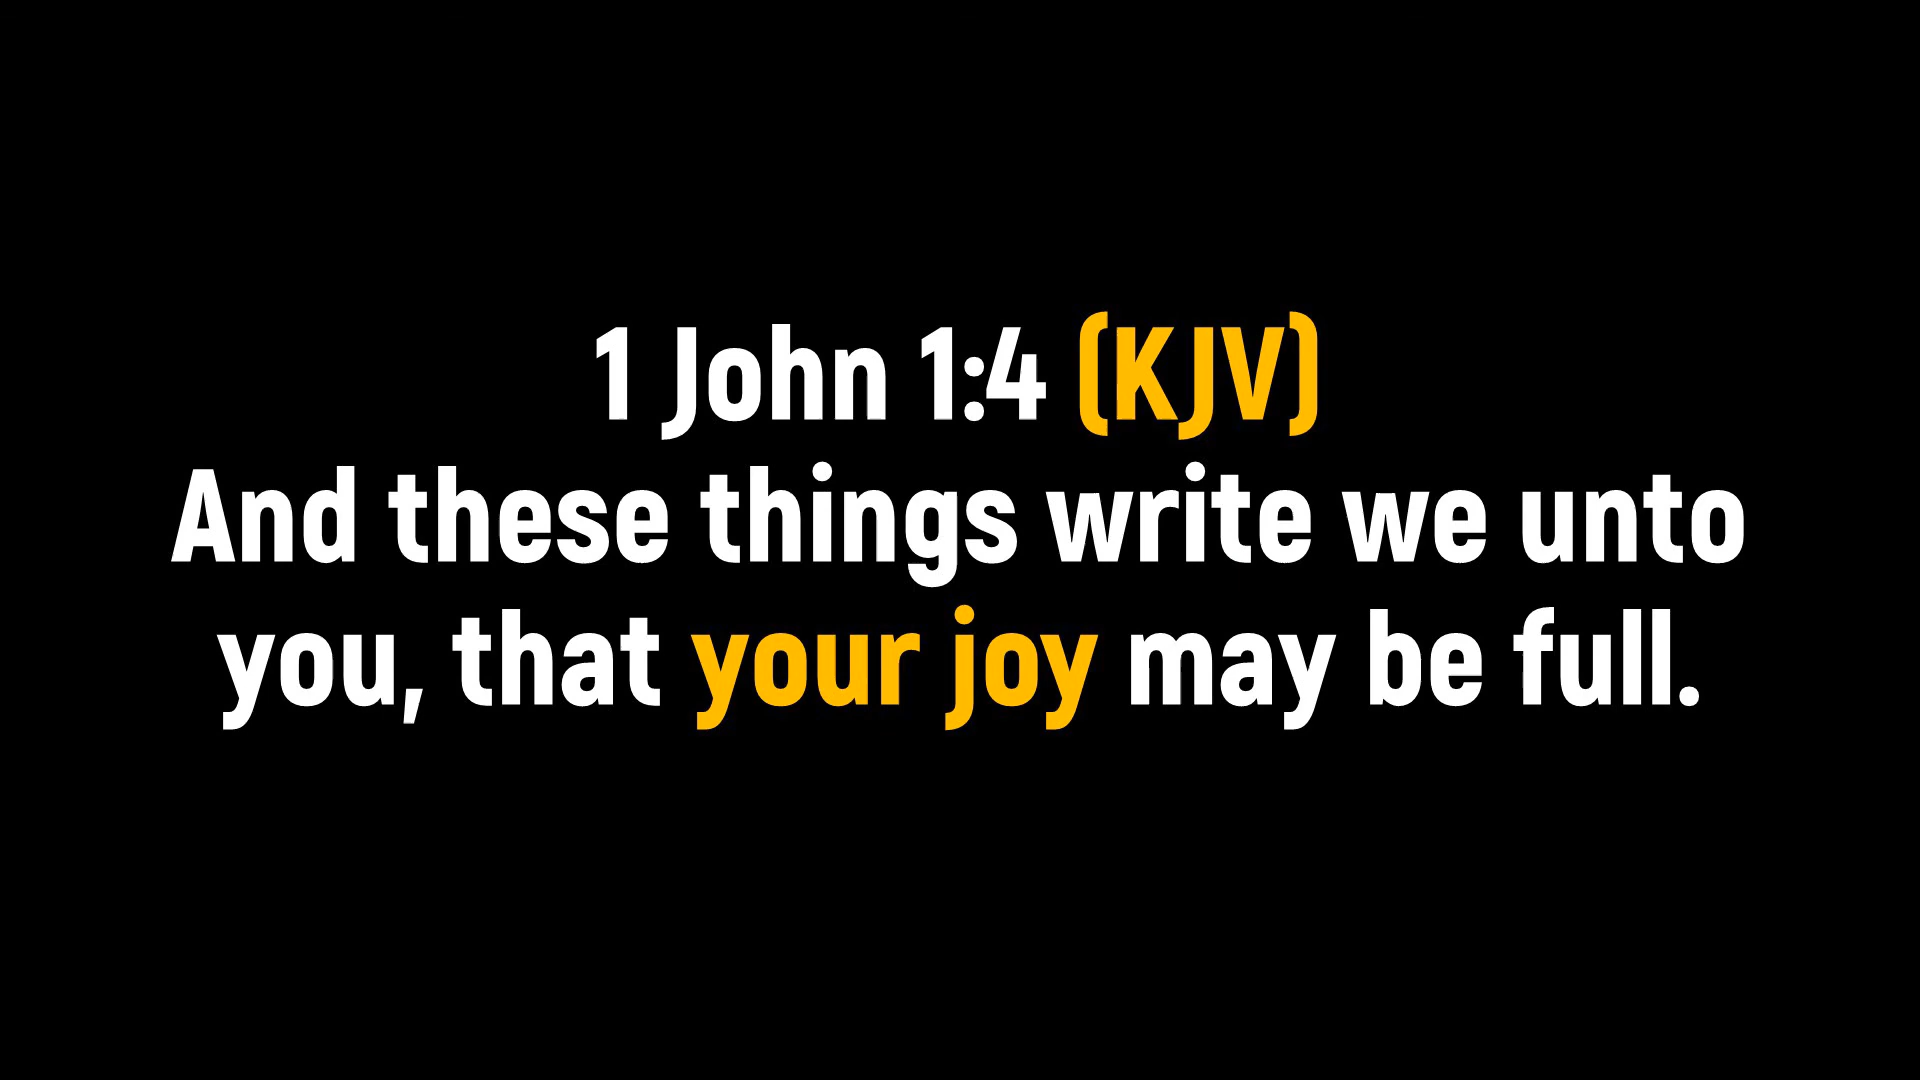 1 John 1:4 (KJV)
And these things write we unto
you, that your joy may be full.